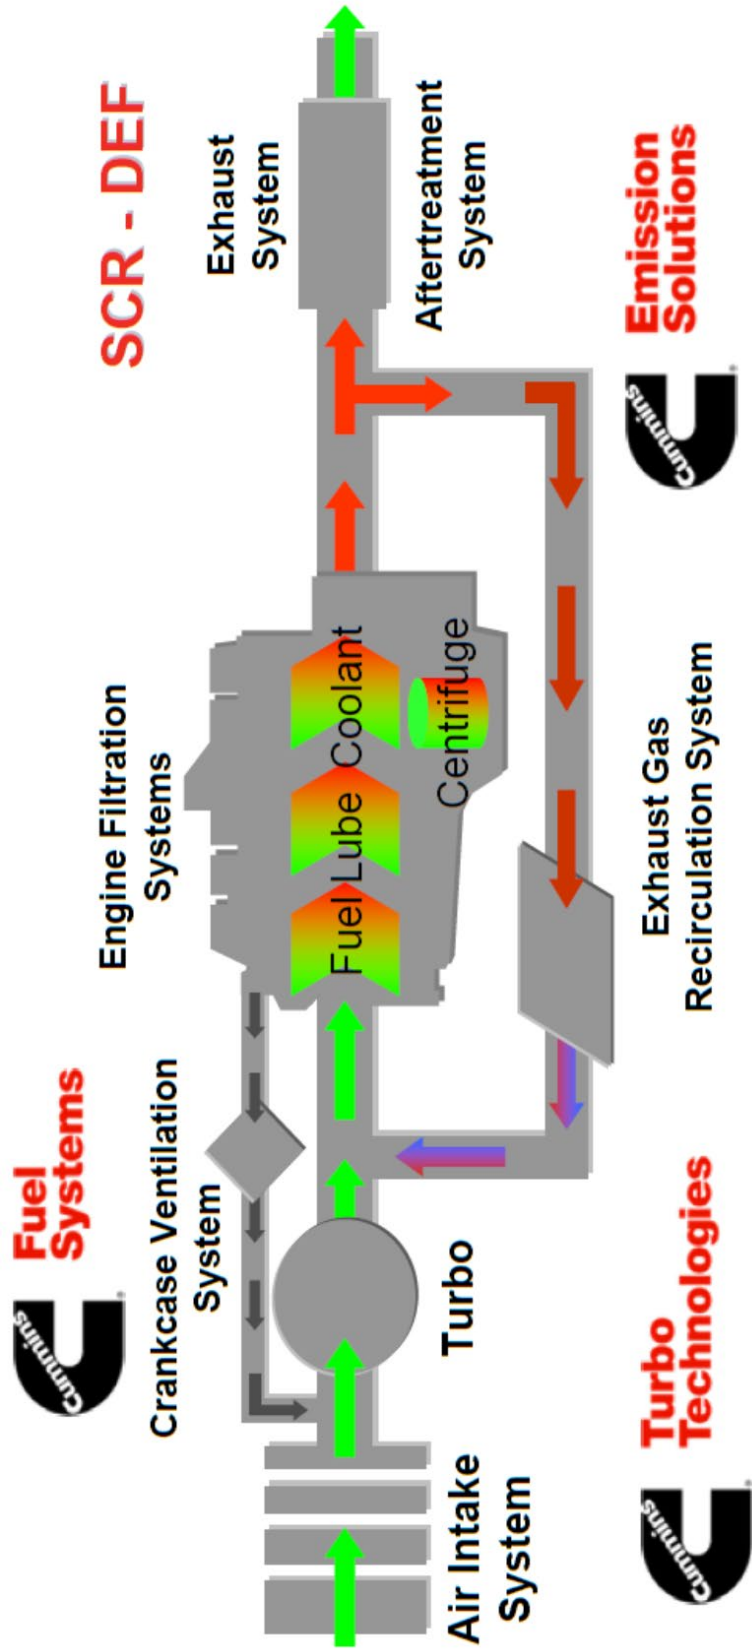 Cummins
Fuel
Systems
SCR - DEF
Engine Filtration
Systems
Exhaust
System
Crankcase Ventilation
System
Fuel
Lube
Coolant
Centrifuge
Turbo
Air Intake
System
Aftertreatment
System
Exhaust Gas
Recirculation System
Cummins
Turbo
Technologies
Cummins
Emission
Solutions